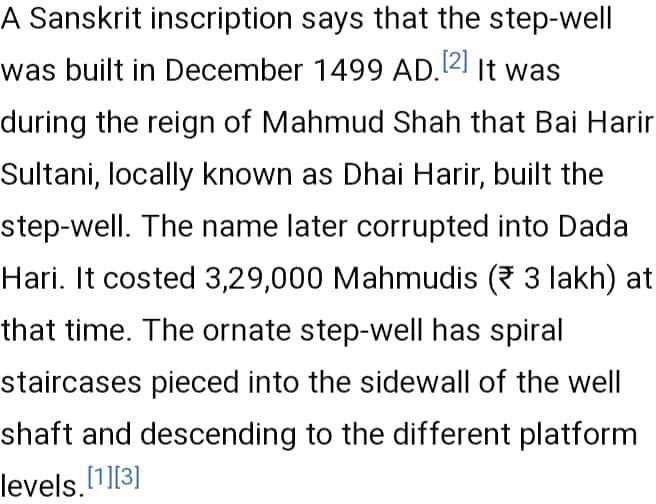 A Sanskrit inscription says that the step-well
was built in December 1499 AD.[2] It was
during the reign of Mahmud Shah that Bai Harir
Sultani, locally known as Dhai Harir, built the
step-well. The name later corrupted into Dada
Hari. It costed 3,29,000 Mahmudis (₹ 3 lakh) at
that time. The ornate step-well has spiral
staircases pieced into the sidewall of the well
shaft and descending to the different platform
levels.[1][3]